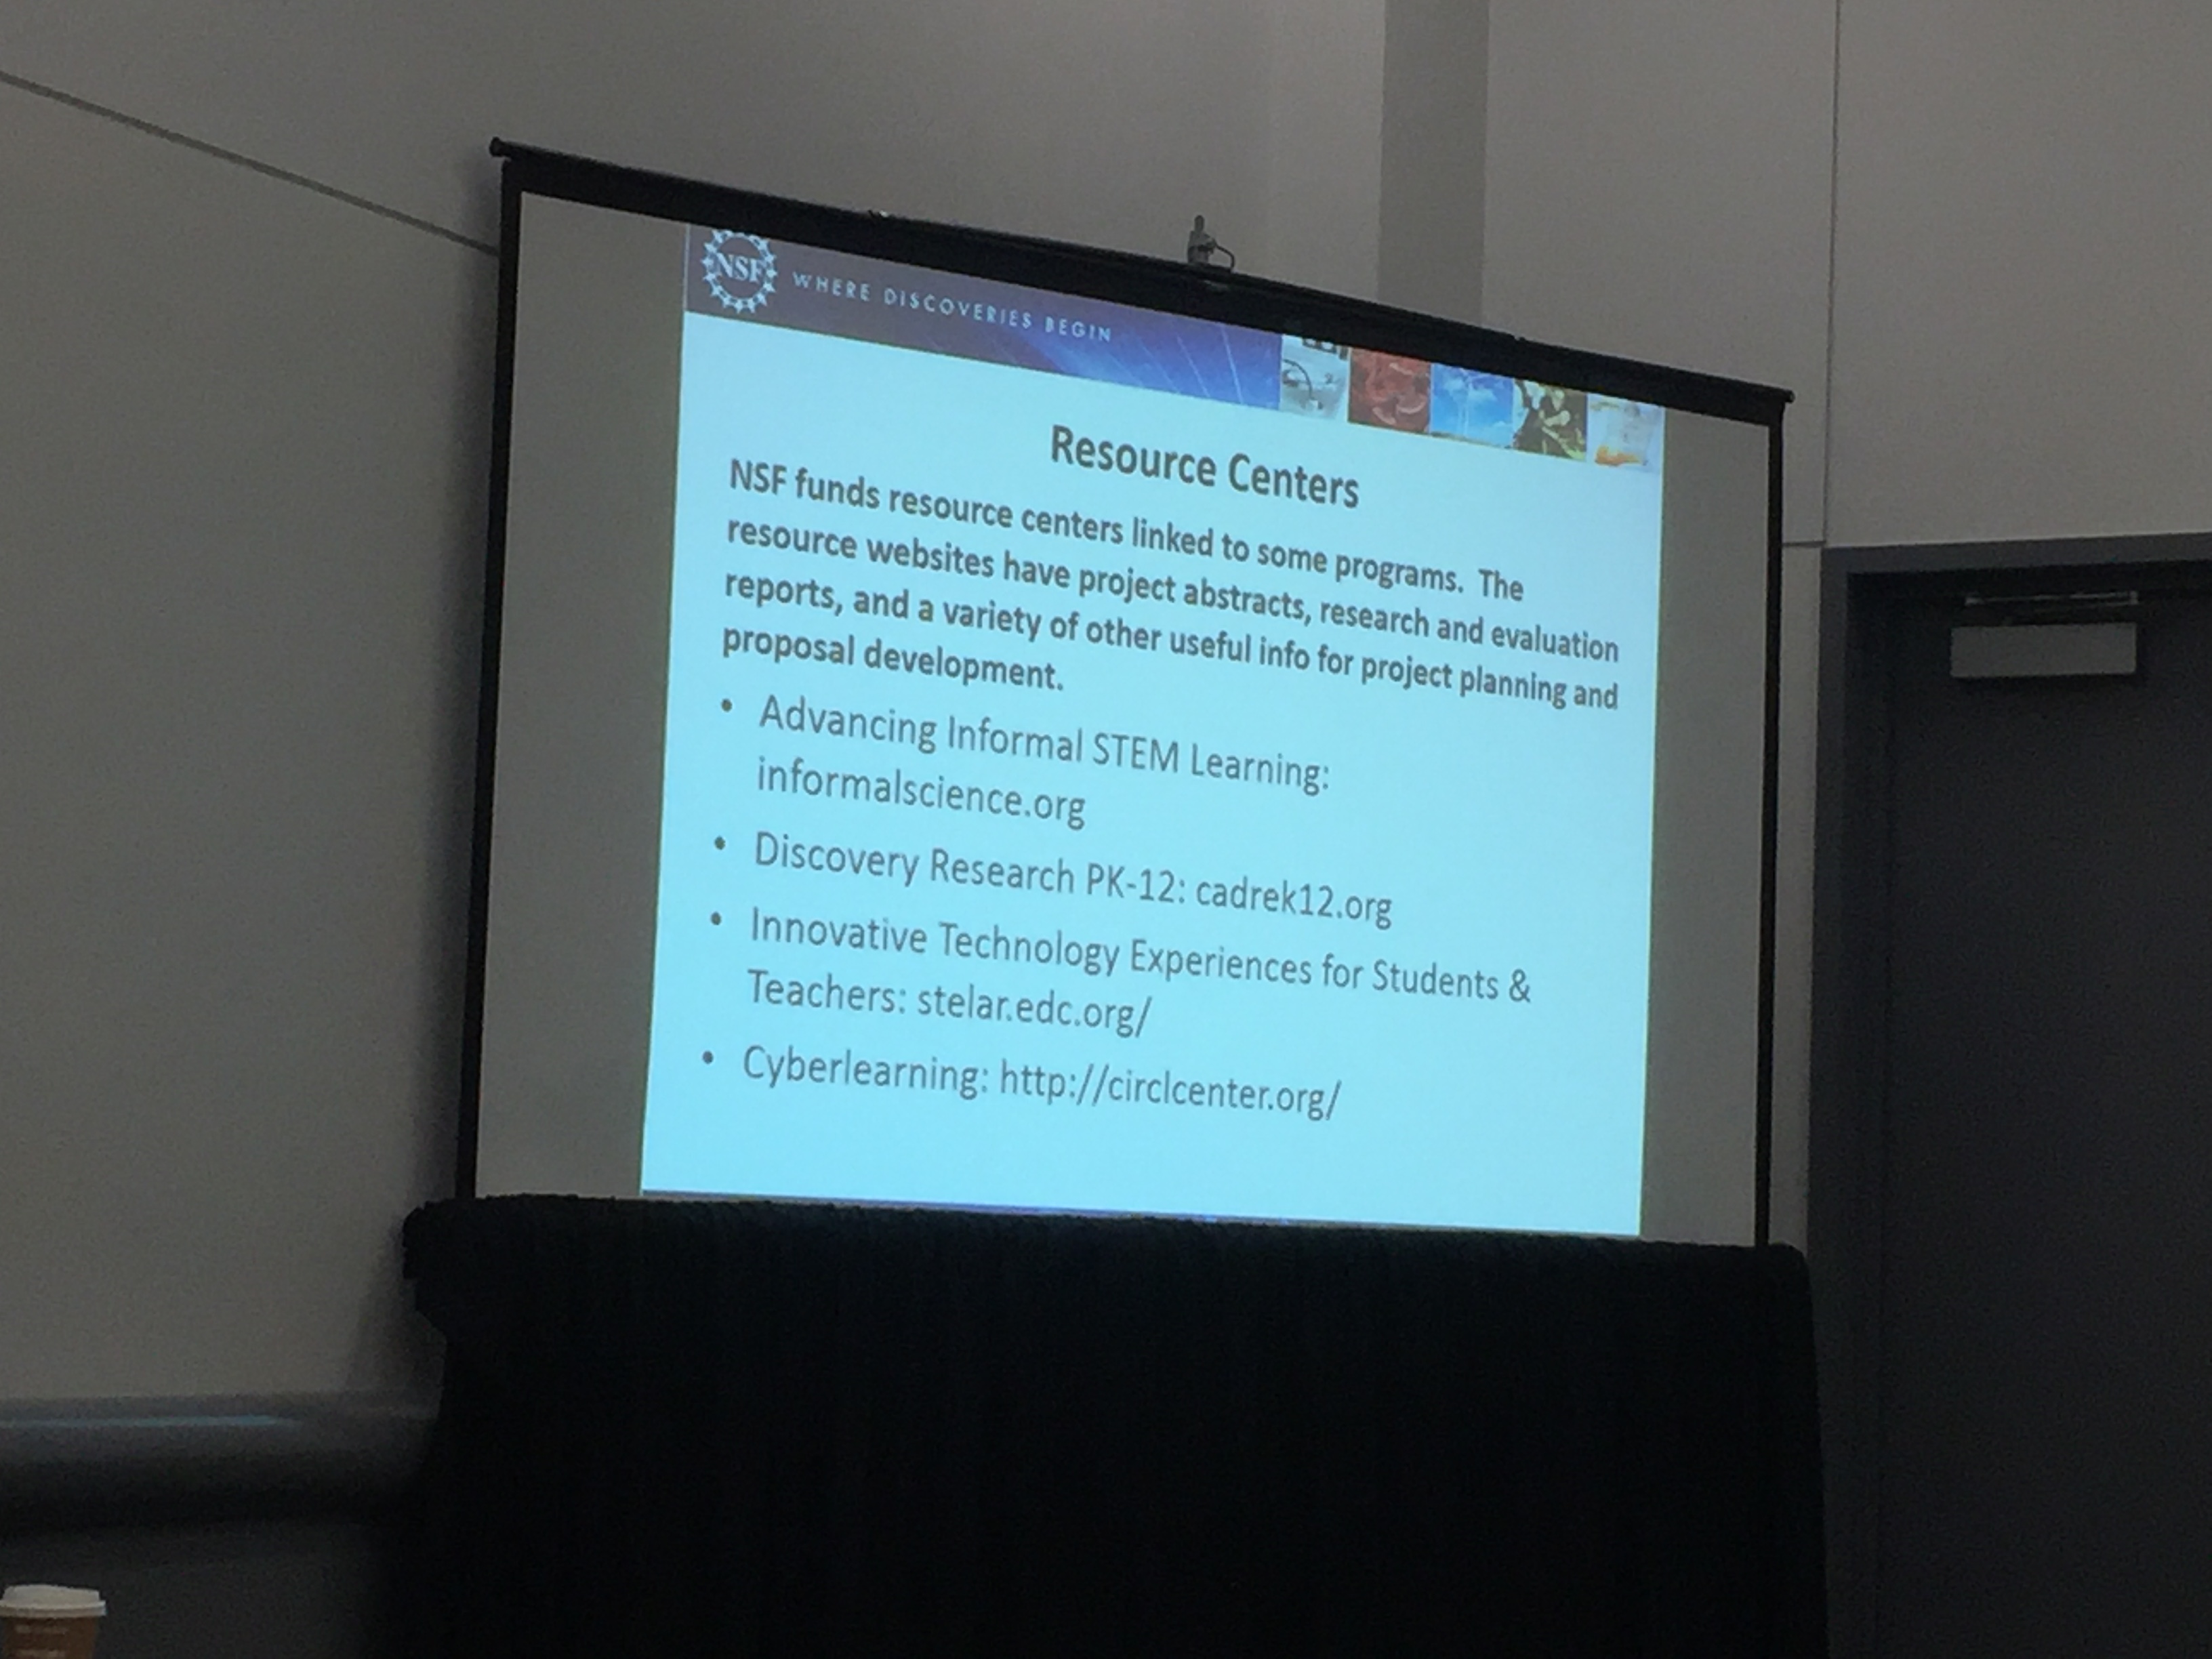 NSF WHERE DISCOVERIES BEGIN
Resource Centers
NSF funds resource centers linked to some programs. The
resource websites have project abstracts, research and evaluation
reports, and a variety of other useful info for project planning and
proposal development.
• Advancing Informal STEM Learning:
informalscience.org
• Discovery Research PK-12: cadrek12.org
• Innovative Technology Experiences for Students &
Teachers: stelar.edc.org/
• Cyberlearning: http://circlcenter.org/